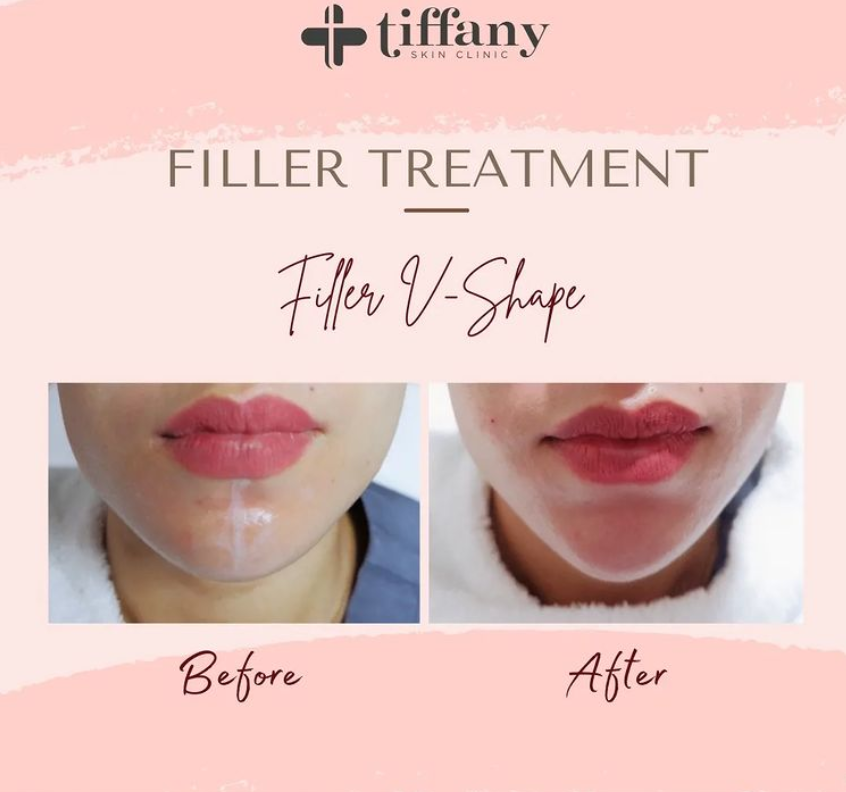 tiffany
SKIN CLINIC
FILLER TREATMENT
Filler V-Shape
Before
After